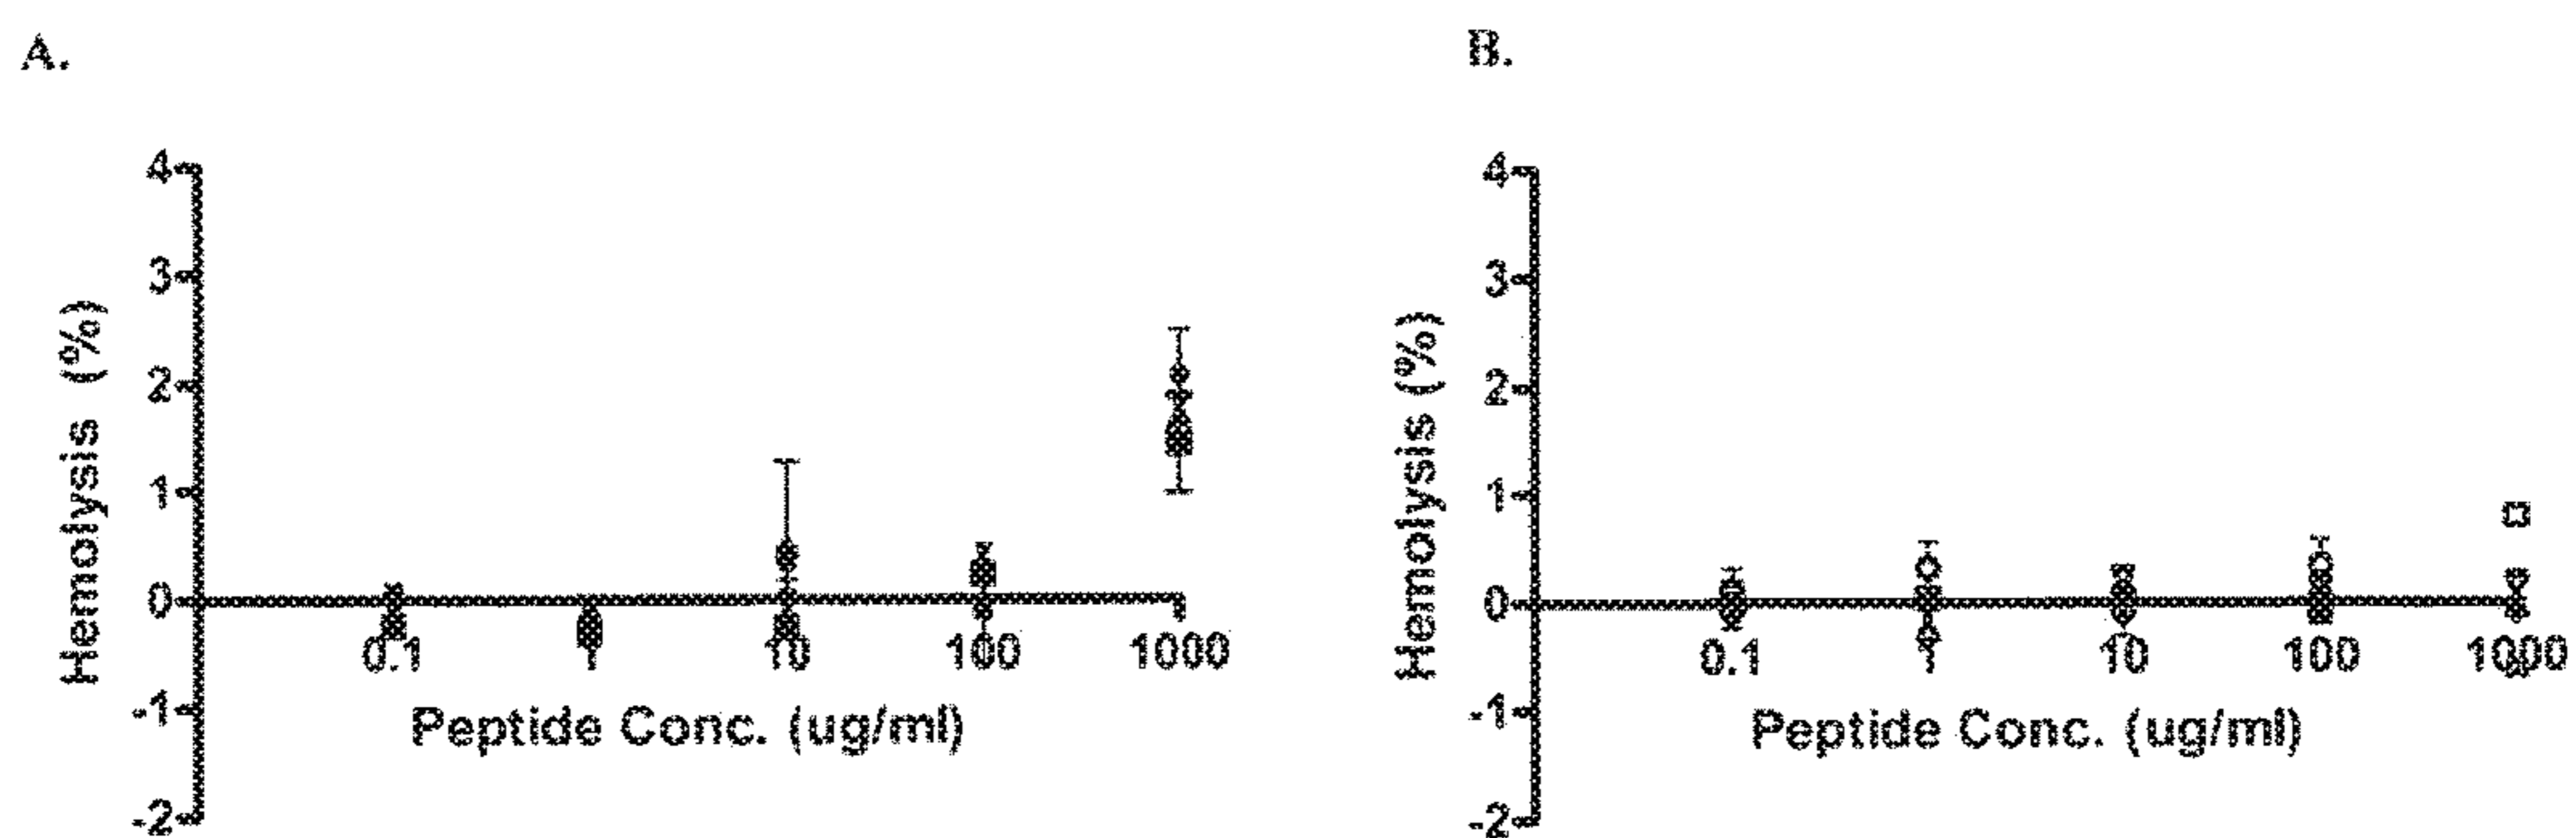 A.
4
3
2
1
0
-1
-2
Hemolysis (%)
0.1 1 10 100 1000
Peptide Conc. (ug/ml)
B.
4
3
2
1
0
-1
-2
Hemolysis (%)
0.1 1 10 100 1000
Peptide Conc. (ug/ml)